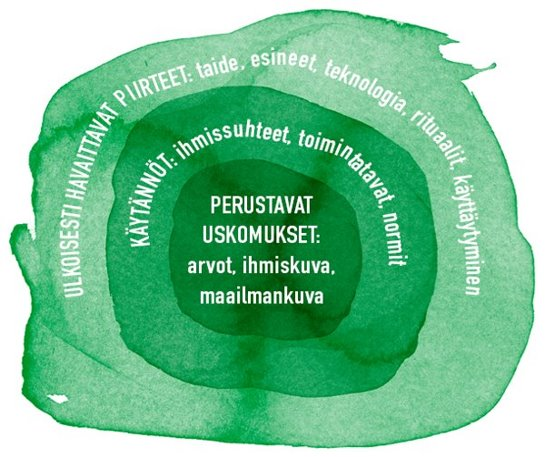 ULKOISESTI HAVAITTAVAT PIIRTEET: taide, esineet, teknologia, rituaalit, käyttäytyminen
KÄYTÄNNÖT: ihmissuhteet, toimintatavat, normit
PERUSTAVAT
USKOMUKSET:
arvot, ihmiskuva,
maailmankuva